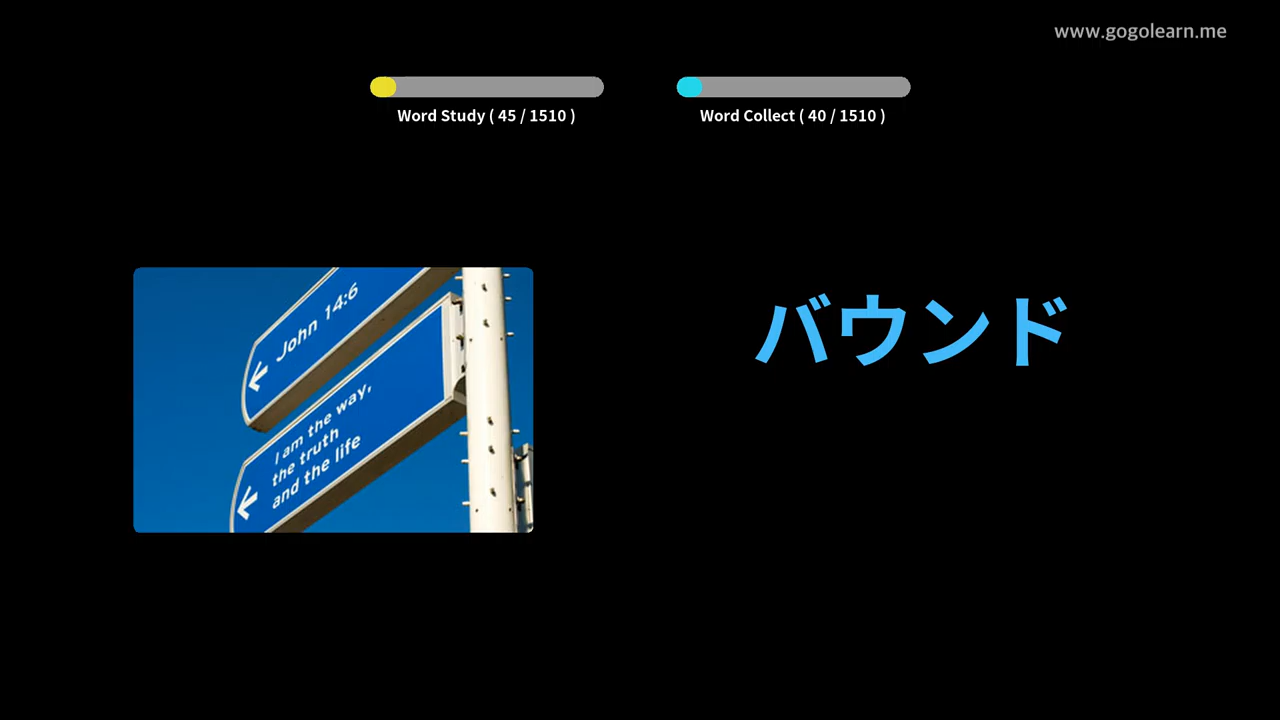 www.gogolearn.me
Word Study ( 45 / 1510 )
Word Collect ( 40 / 1510 )
John 14:6
I am the way,
the truth
and the life
バウンド